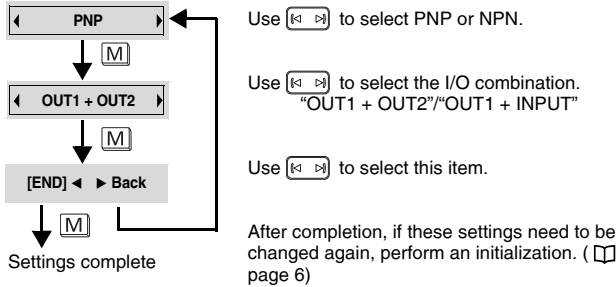 PNP
Use to select PNP or NPN.
M
OUT1 + OUT2
Use to select the I/O combination.
“OUT1 + OUT2”/“OUT1 + INPUT”
M
[END] ◀ ▶ Back
Use to select this item.
M
Settings complete
After completion, if these settings need to be
changed again, perform an initialization. (
page 6)